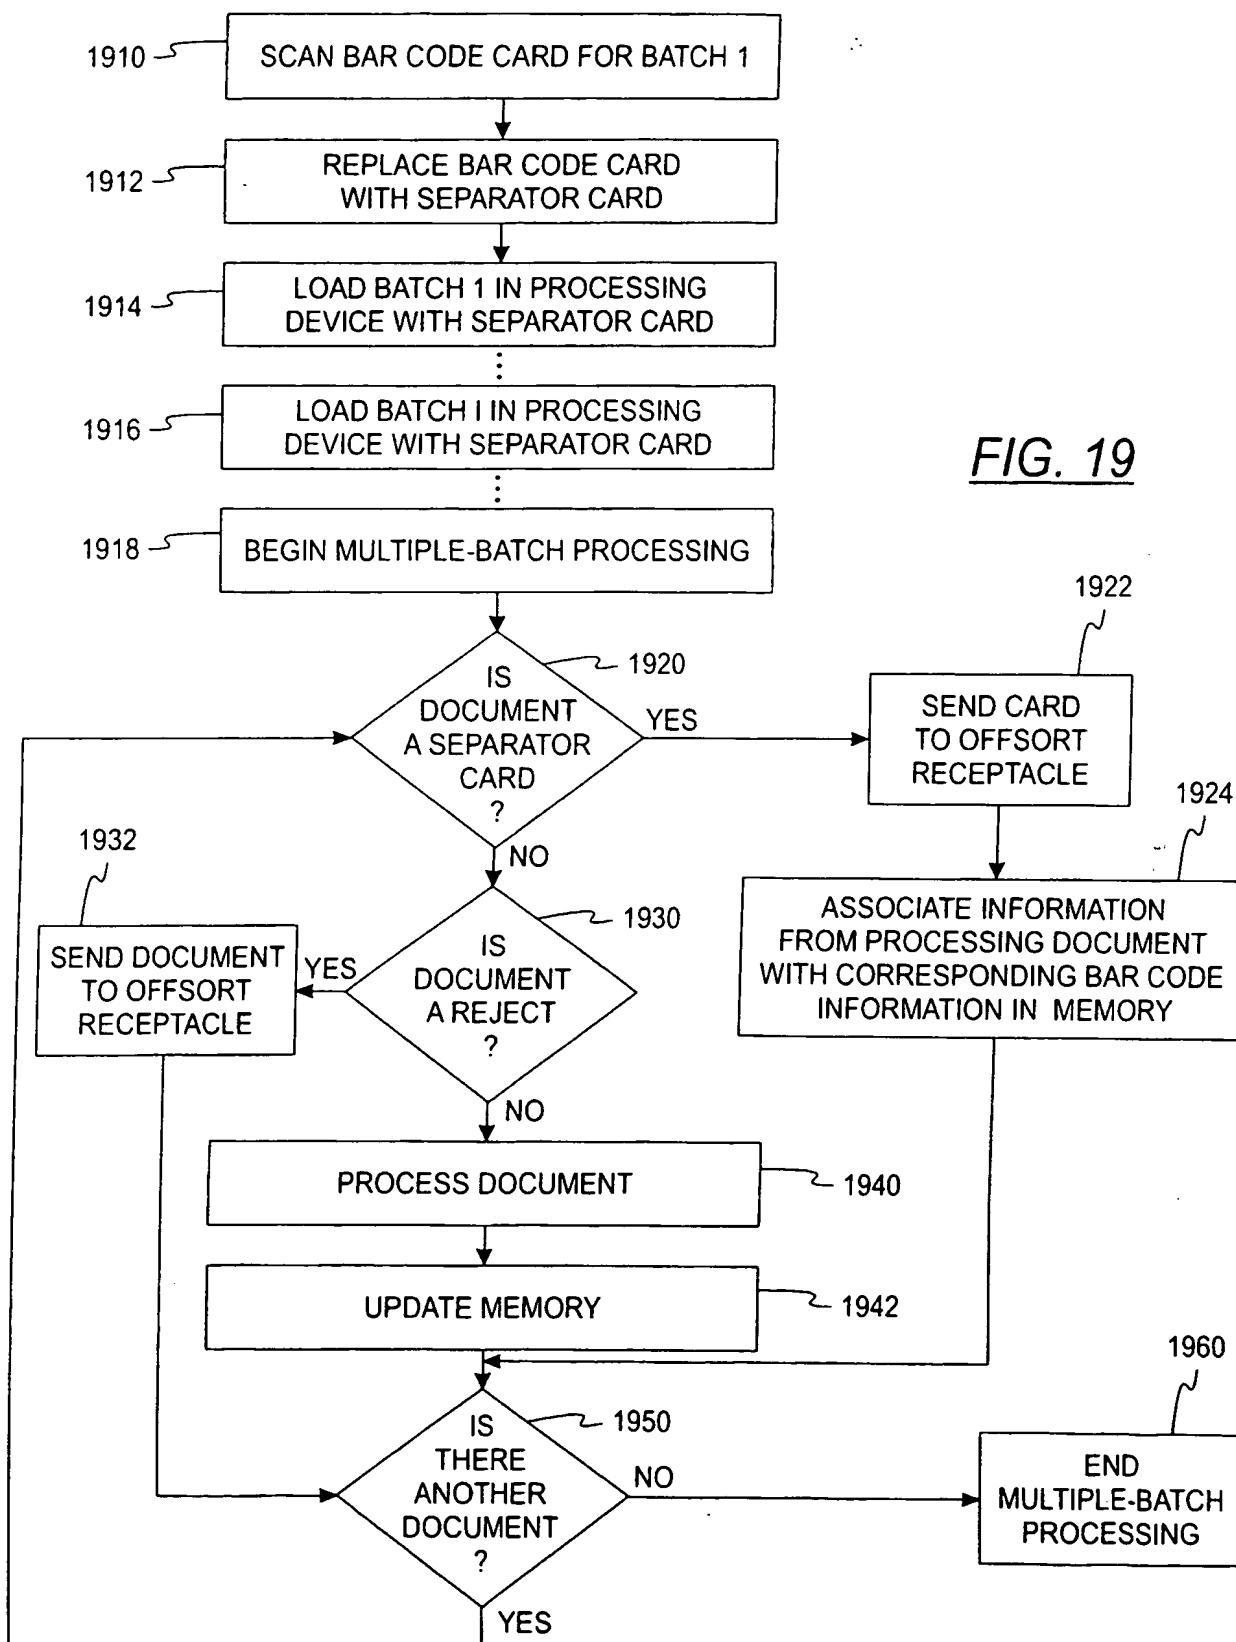 1910
SCAN BAR CODE CARD FOR BATCH 1
1912
REPLACE BAR CODE CARD
WITH SEPARATOR CARD
1914
LOAD BATCH 1 IN PROCESSING
DEVICE WITH SEPARATOR CARD
1916
LOAD BATCH I IN PROCESSING
DEVICE WITH SEPARATOR CARD
FIG. 19
1918
BEGIN MULTIPLE-BATCH PROCESSING
1920
IS
DOCUMENT
A SEPARATOR
CARD
?
YES
NO
1922
SEND CARD
TO OFFSORT
RECEPTACLE
1924
ASSOCIATE INFORMATION
FROM PROCESSING DOCUMENT
WITH CORRESPONDING BAR CODE
INFORMATION IN MEMORY
1930
IS
DOCUMENT
A REJECT
?
YES
NO
1932
SEND DOCUMENT
TO OFFSORT
RECEPTACLE
PROCESS DOCUMENT
1940
UPDATE MEMORY
1942
1950
IS
THERE
ANOTHER
DOCUMENT
?
NO
YES
1960
END
MULTIPLE-BATCH
PROCESSING